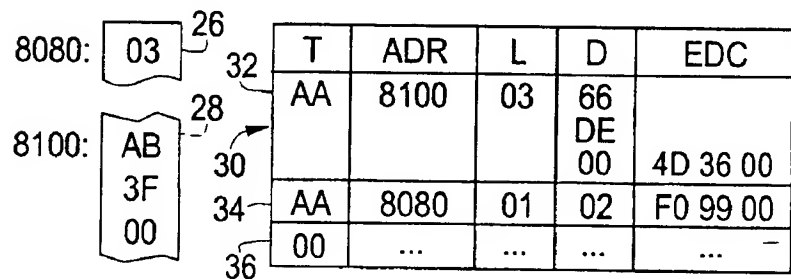 8080: 03 26
T ADR L D EDC
32 AA 8100 03 66
DE
00 4D 36 00
8100: AB 28
3F
00
30
34 AA 8080 01 02 F0 99 00
36 00 ... ... ... ...